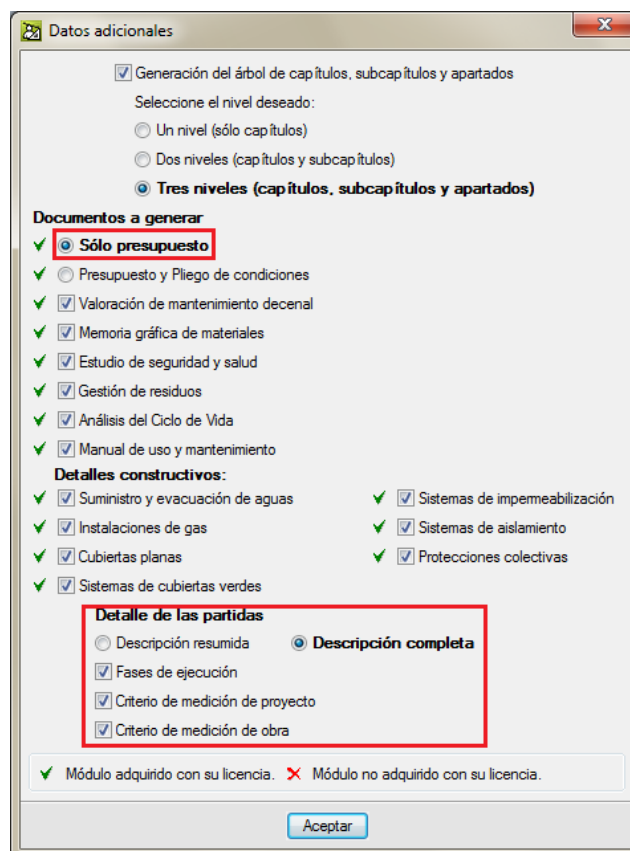 Datos adicionales
Generación del árbol de capítulos, subcapítulos y apartados
Seleccione el nivel deseado:
Un nivel (sólo capítulos)
Dos niveles (capítulos y subcapítulos)
Tres niveles (capítulos, subcapítulos y apartados)
Documentos a generar
Sólo presupuesto
Presupuesto y Pliego de condiciones
Valoración de mantenimiento decenal
Memoria gráfica de materiales
Estudio de seguridad y salud
Gestión de residuos
Análisis del Ciclo de Vida
Manual de uso y mantenimiento
Detalles constructivos:
Suministro y evacuación de aguas Sistemas de impermeabilización
Instalaciones de gas Sistemas de aislamiento
Cubiertas planas Protecciones colectivas
Sistemas de cubiertas verdes
Detalle de las partidas
Descripción resumida Descripción completa
Fases de ejecución
Criterio de medición de proyecto
Criterio de medición de obra
Módulo adquirido con su licencia. Módulo no adquirido con su licencia.
Aceptar